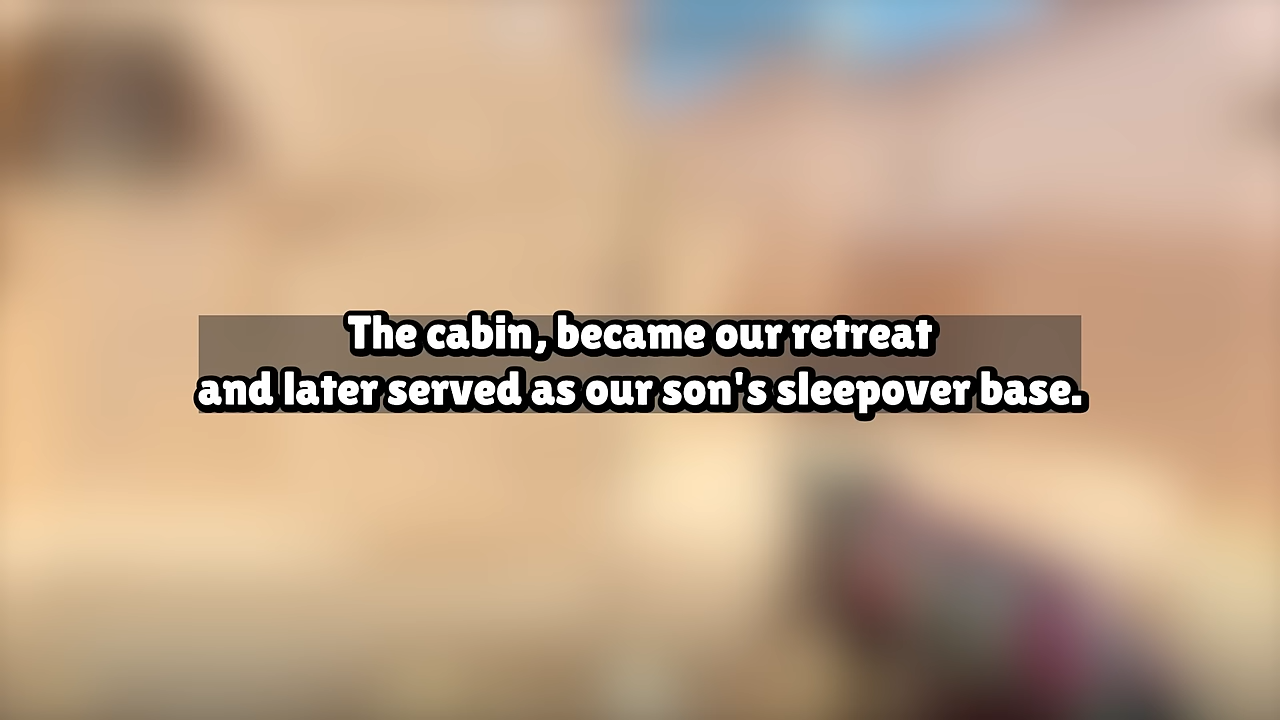 The cabin, became our retreat
and later served as our son's sleepover base.